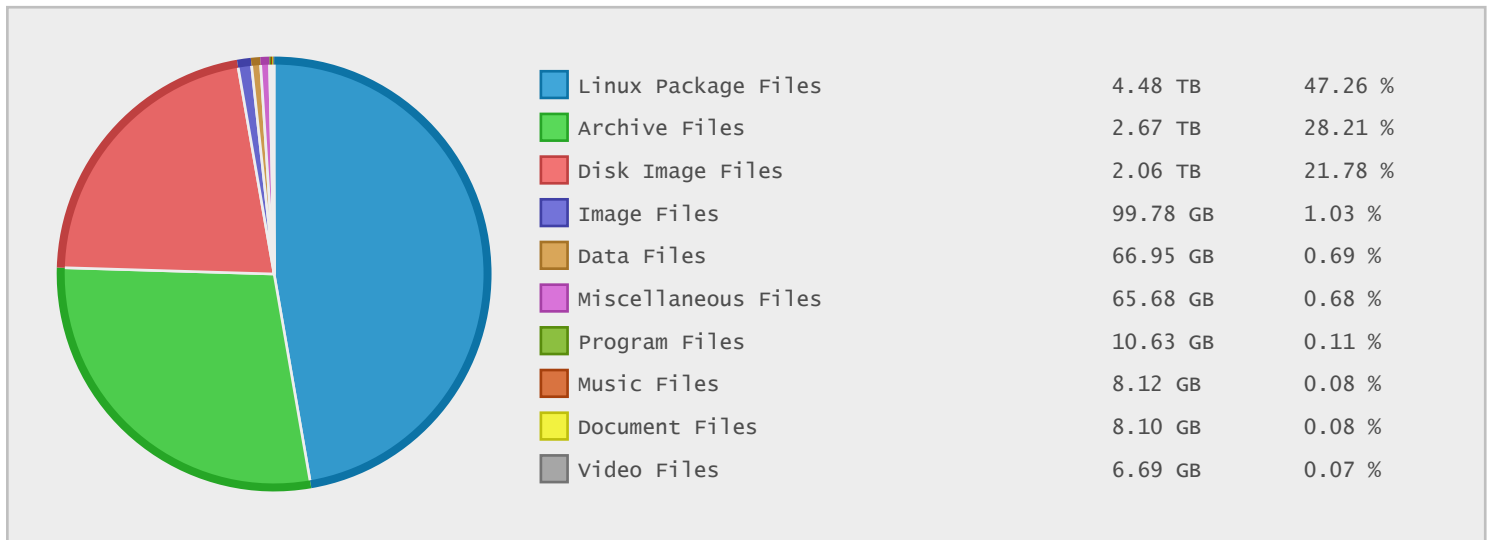 Linux Package Files 4.48 TB 47.26 %
Archive Files 2.67 TB 28.21 %
Disk Image Files 2.06 TB 21.78 %
Image Files 99.78 GB 1.03 %
Data Files 66.95 GB 0.69 %
Miscellaneous Files 65.68 GB 0.68 %
Program Files 10.63 GB 0.11 %
Music Files 8.12 GB 0.08 %
Document Files 8.10 GB 0.08 %
Video Files 6.69 GB 0.07 %